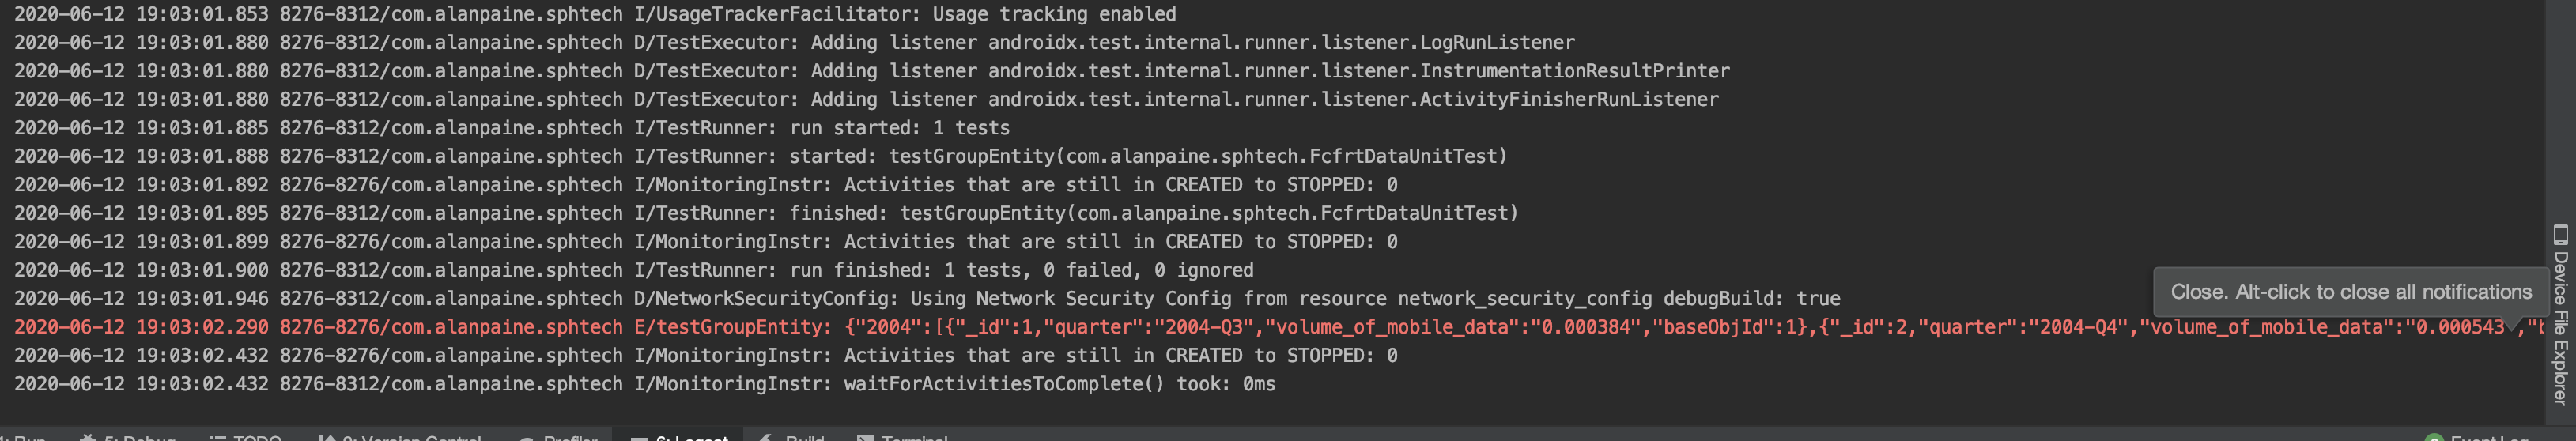 2020-06-12 19:03:01.853 8276-8312/com.alanpaine.sphtech I/UsageTrackerFacilitator: Usage tracking enabled
2020-06-12 19:03:01.880 8276-8312/com.alanpaine.sphtech D/TestExecutor: Adding listener androidx.test.internal.runner.listener.LogRunListener
2020-06-12 19:03:01.880 8276-8312/com.alanpaine.sphtech D/TestExecutor: Adding listener androidx.test.internal.runner.listener.InstrumentationResultPrinter
2020-06-12 19:03:01.880 8276-8312/com.alanpaine.sphtech D/TestExecutor: Adding listener androidx.test.internal.runner.listener.ActivityFinisherRunListener
2020-06-12 19:03:01.885 8276-8312/com.alanpaine.sphtech I/TestRunner: run started: 1 tests
2020-06-12 19:03:01.888 8276-8312/com.alanpaine.sphtech I/TestRunner: started: testGroupEntity(com.alanpaine.sphtech.FcfrtDataUnitTest)
2020-06-12 19:03:01.892 8276-8276/com.alanpaine.sphtech I/MonitoringInstr: Activities that are still in CREATED to STOPPED: 0
2020-06-12 19:03:01.895 8276-8312/com.alanpaine.sphtech I/TestRunner: finished: testGroupEntity(com.alanpaine.sphtech.FcfrtDataUnitTest)
2020-06-12 19:03:01.899 8276-8276/com.alanpaine.sphtech I/MonitoringInstr: Activities that are still in CREATED to STOPPED: 0
2020-06-12 19:03:01.900 8276-8312/com.alanpaine.sphtech I/TestRunner: run finished: 1 tests, 0 failed, 0 ignored
2020-06-12 19:03:01.946 8276-8312/com.alanpaine.sphtech D/NetworkSecurityConfig: Using Network Security Config from resource network_security_config debugBuild: true
Close. Alt-click to close all notifications
2020-06-12 19:03:02.290 8276-8276/com.alanpaine.sphtech E/testGroupEntity: {"2004":[{"_id":1,"quarter":"2004-Q3","volume_of_mobile_data":"0.000384","baseObjId":1},{"_id":2,"quarter":"2004-Q4","volume_of_mobile_data":"0.000543","b
2020-06-12 19:03:02.432 8276-8276/com.alanpaine.sphtech I/MonitoringInstr: Activities that are still in CREATED to STOPPED: 0
2020-06-12 19:03:02.432 8276-8312/com.alanpaine.sphtech I/MonitoringInstr: waitForActivitiesToComplete() took: 0ms
Device File Explorer
Run 5: Debug TODO 9: Version Control Profiler 6: Logcat Build Terminal Event Log